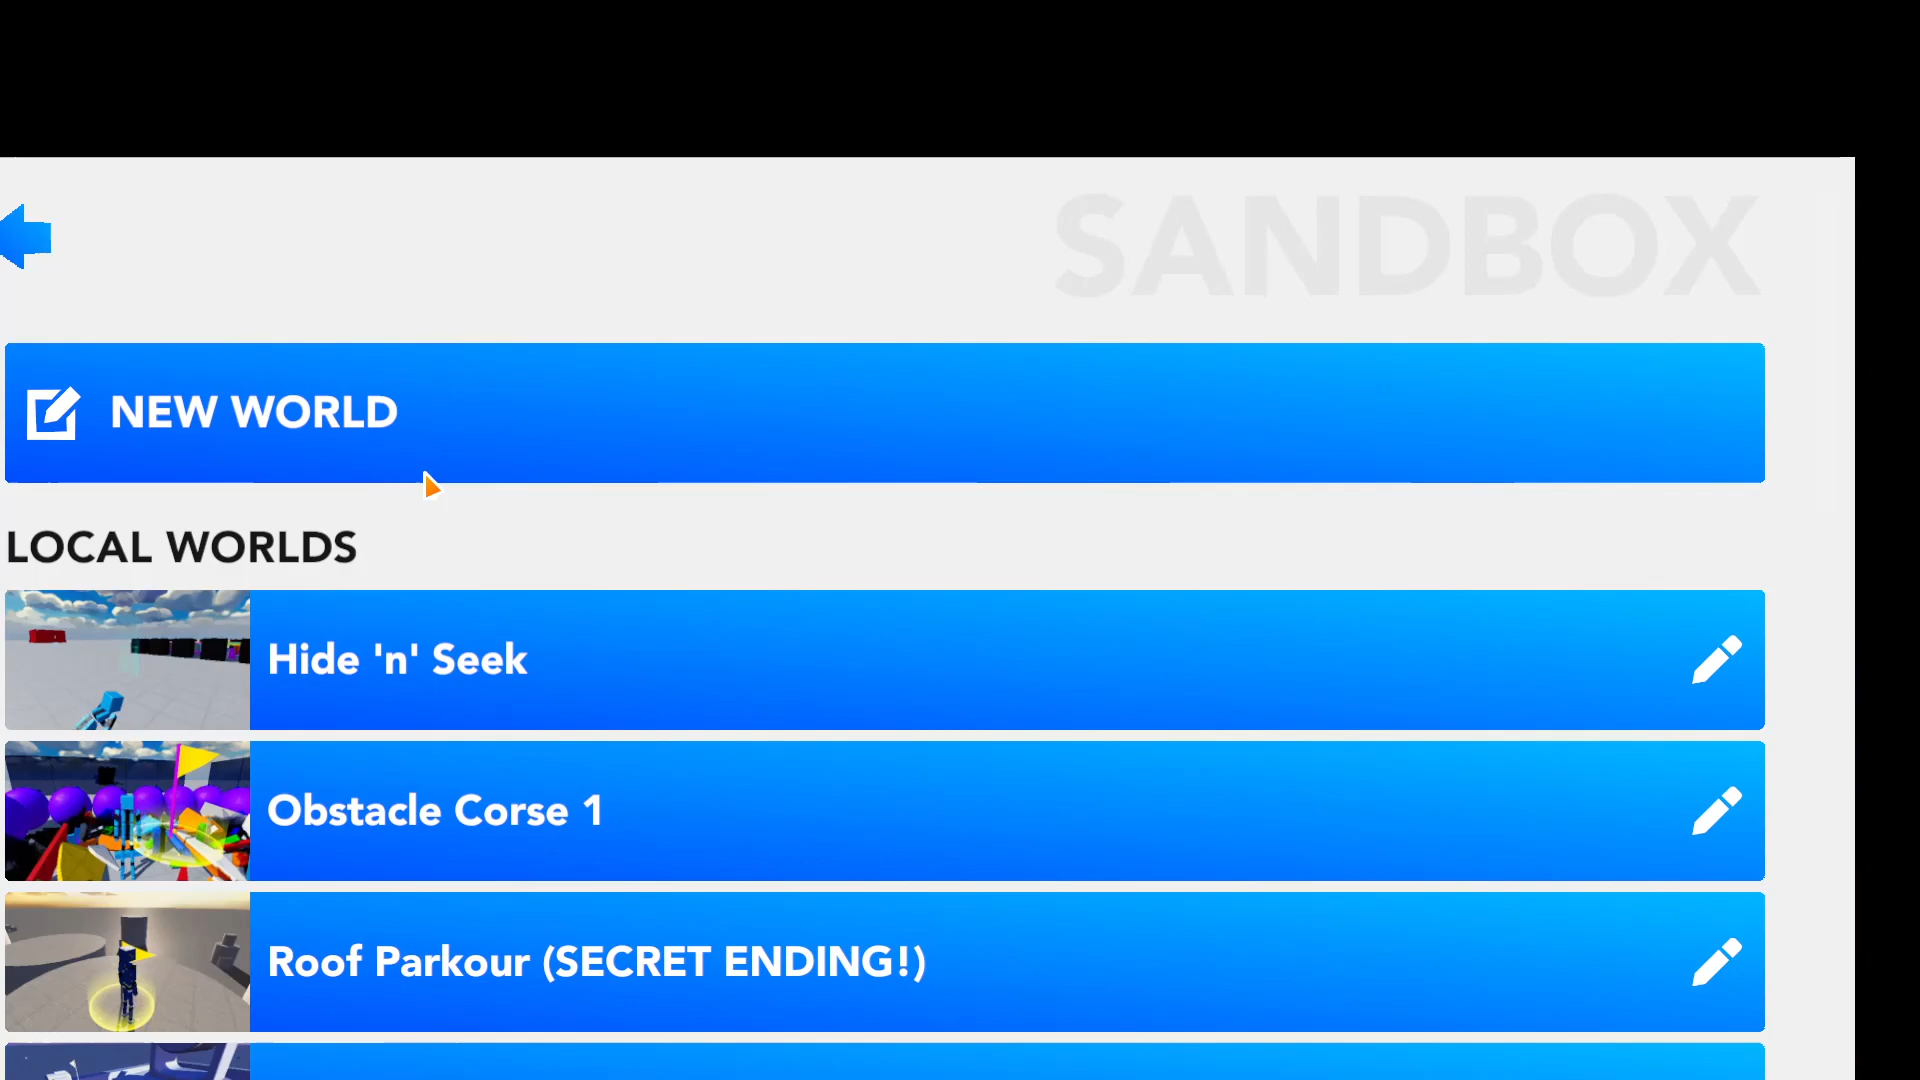 SANDBOX
NEW WORLD
LOCAL WORLDS
Hide 'n' Seek
Obstacle Corse 1
Roof Parkour (SECRET ENDING!)